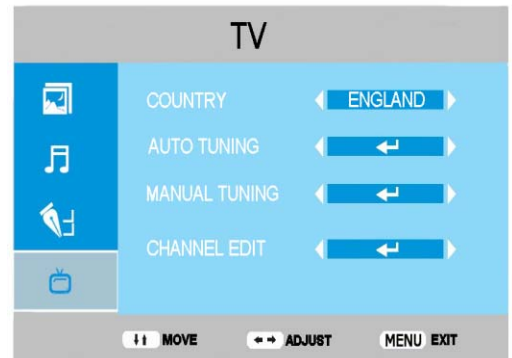 TV
COUNTRY ENGLAND
AUTO TUNING
MANUAL TUNING
CHANNEL EDIT
MOVE ADJUST MENU EXIT